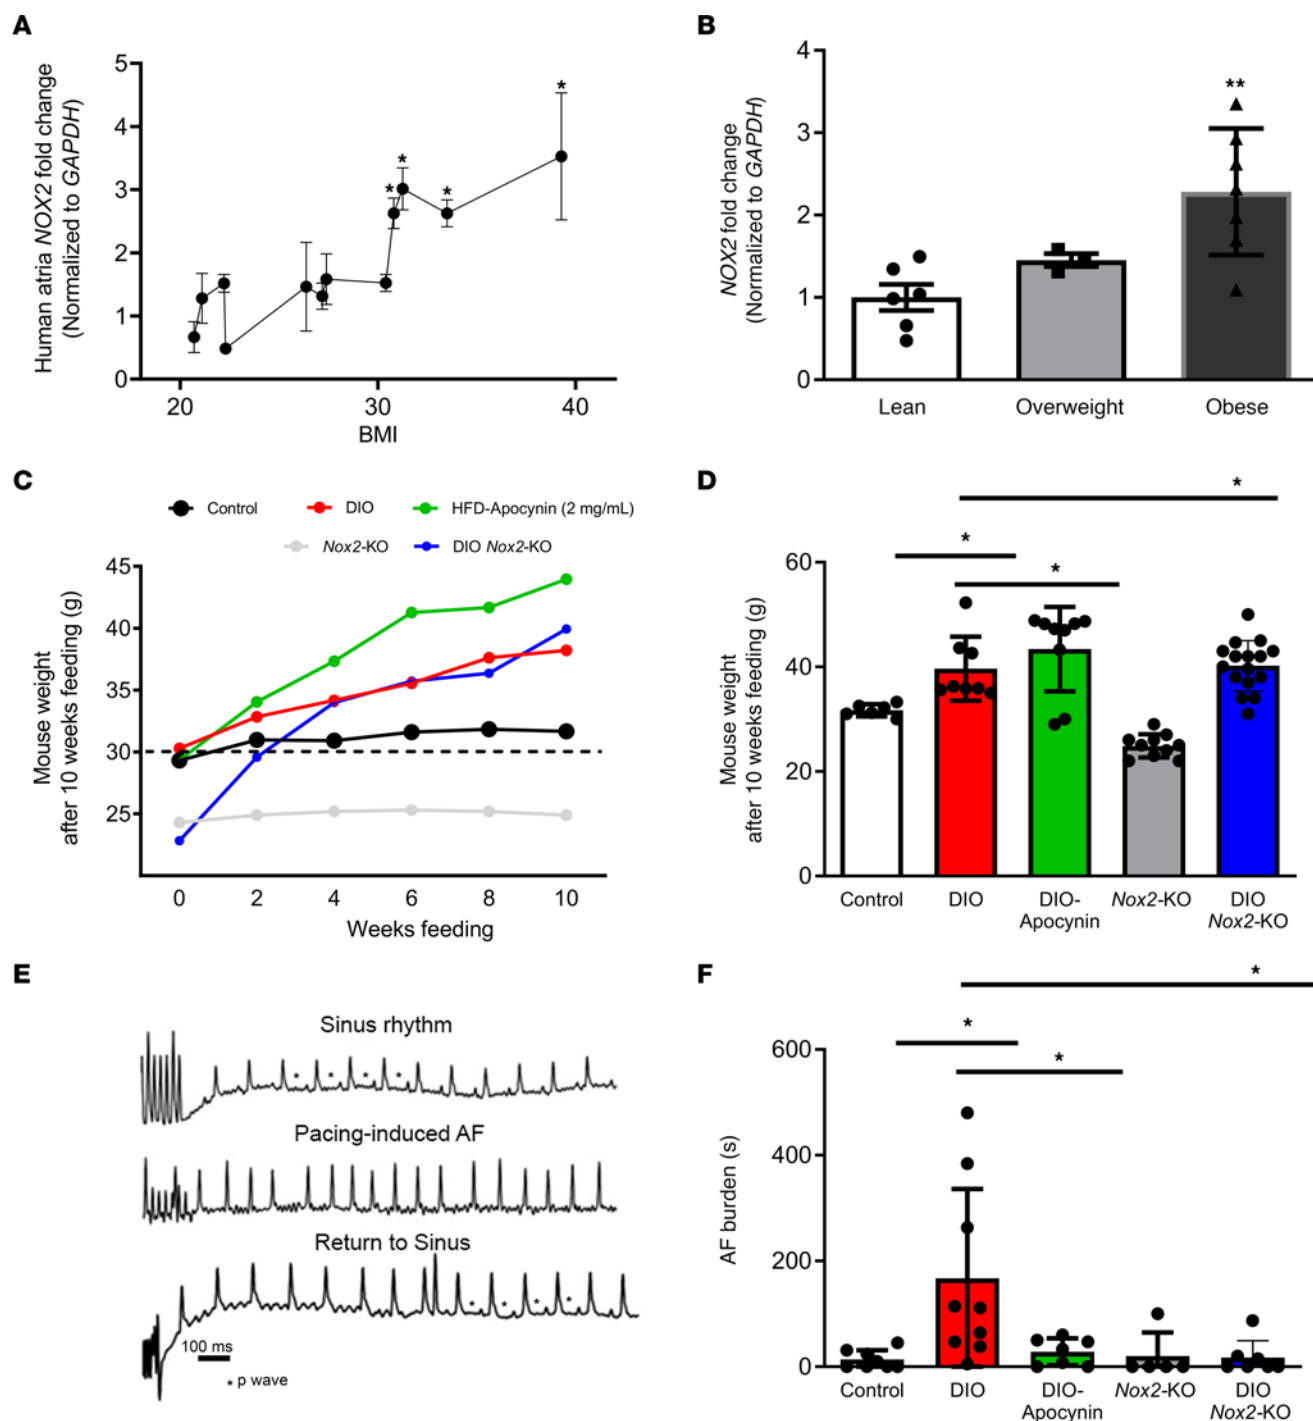 A
Human atria NOX2 fold change
(Normalized to GAPDH)
5
4
3
2
1
0
*
*
*
*
20
30
40
BMI
B
NOX2 fold change
(Normalized to GAPDH)
4
3
2
1
0
**
Lean
Overweight
Obese
C
Control
DIO
HFD-Apocynin (2 mg/mL)
Nox2-KO
DIO Nox2-KO
Mouse weight
after 10 weeks feeding (g)
45
40
35
30
25
0
2
4
6
8
10
Weeks feeding
D
*
*
*
Mouse weight
after 10 weeks feeding (g)
60
40
20
0
Control
DIO
DIO-
Apocynin
Nox2-KO
DIO
Nox2-KO
E
Sinus rhythm
* * * *
Pacing-induced AF
Return to Sinus
* * * *
100 ms
* p wave
F
*
*
*
AF burden (s)
600
400
200
0
Control
DIO
DIO-
Apocynin
Nox2-KO
DIO
Nox2-KO